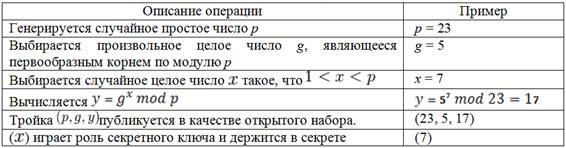 Описание операции Пример
Генерируется случайное простое число p p = 23
Выбирается произвольное целое число g, являющееся g = 5
первообразным корнем по модулю p
Выбирается случайное целое число x такое, что 1 < x < p x = 7
Вычисляется y = gˣ mod p y = 5⁷ mod 23 = 17
Тройка (p, g, y)публикуется в качестве открытого набора. (23, 5, 17)
(x) играет роль секретного ключа и держится в секрете (7)